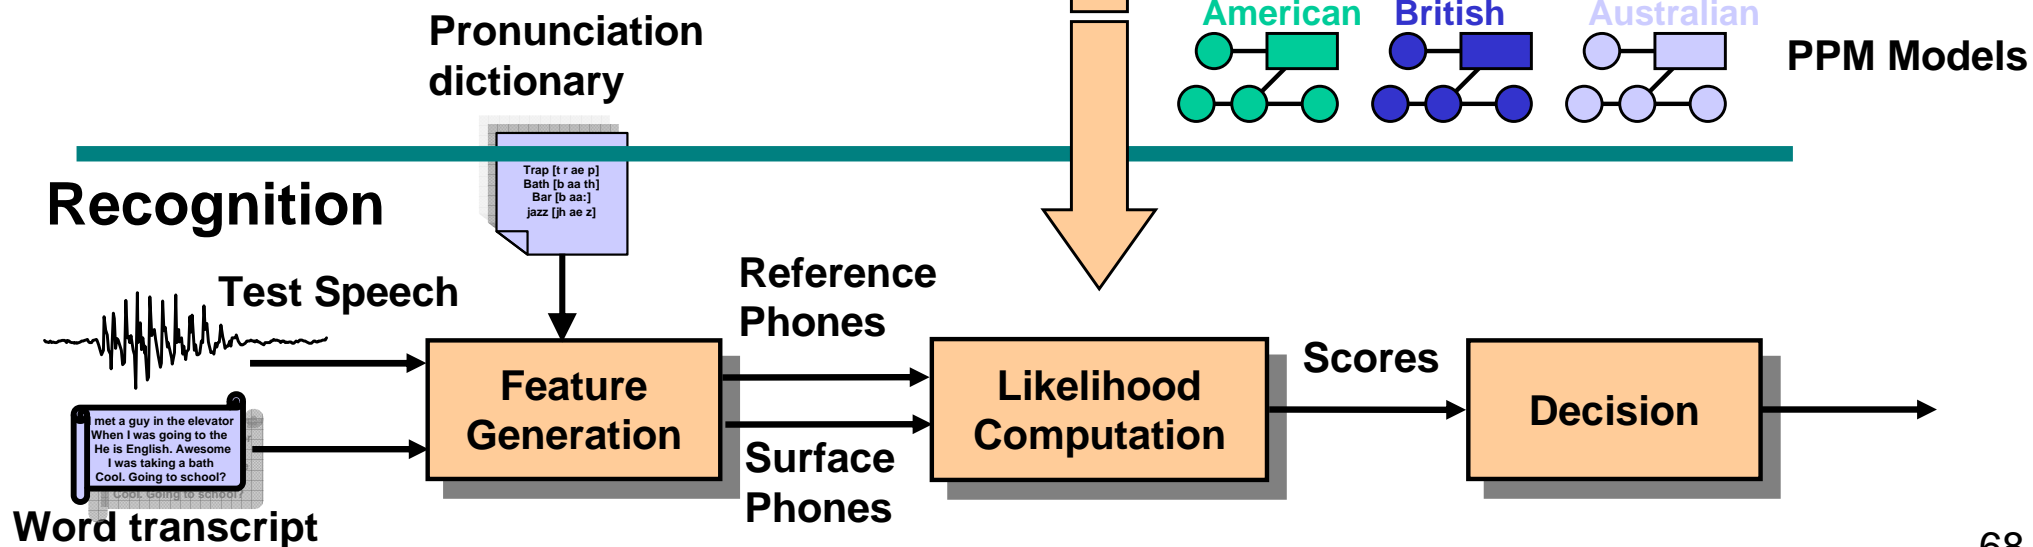 American British Australian
PPM Models
Pronunciation
dictionary
Trap [t r ae p]
Bath [b aa th]
Bar [b aa:]
jazz [jh ae z]
Recognition
Test Speech
met a guy in the elevator
When I was going to the
He is English. Awesome
I was taking a bath
Cool. Going to school?
Cool. Going to school?
Word transcript
Feature
Generation
Reference
Phones
Surface
Phones
Likelihood
Computation
Scores
Decision
68